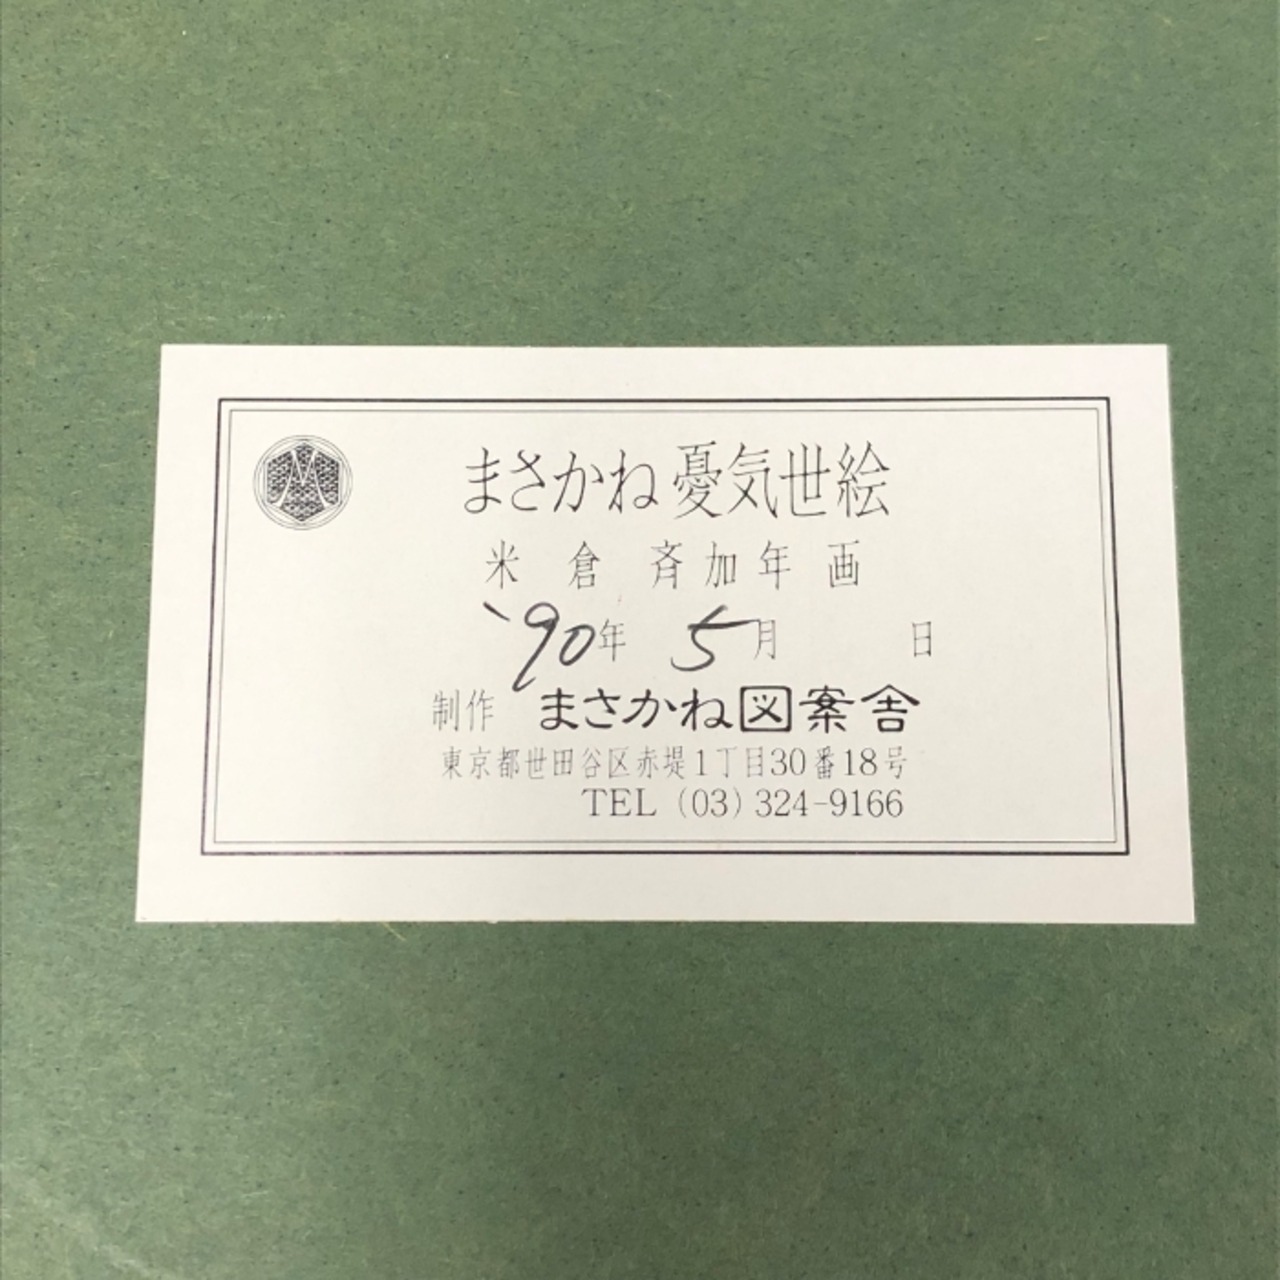 まさかね憂気世絵
米倉斉加年画
'90年 5月 日
制作 まさかね図案舎
東京都世田谷区赤堤1丁目30番18号
TEL (03) 324-9166